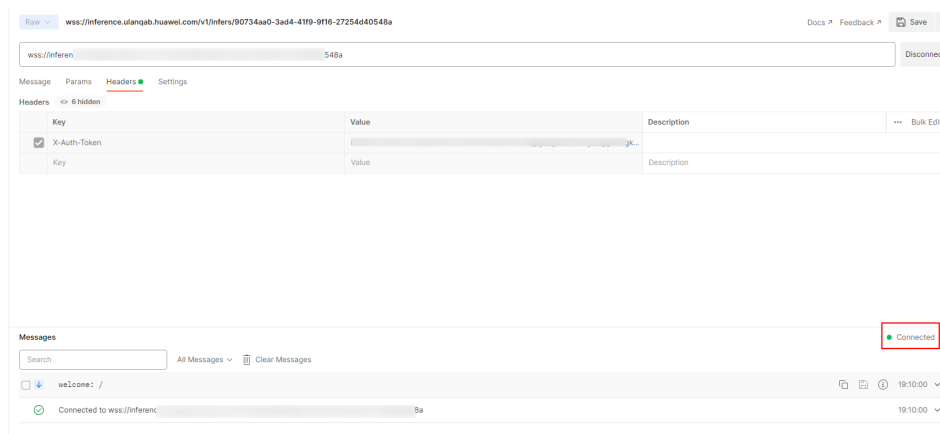 Raw wss://inference.ulanqab.huawei.com/v1/infers/90734aa0-3ad4-41f9-9f16-27254d40548a Docs Feedback Save
wss://inferen 548a Disconnec
Message Params Headers Settings
Headers 6 hidden
Key Value Description ••• Bulk Edit
X-Auth-Token
Key Value Description
Messages Connected
Search All Messages Clear Messages
welcome: / 19:10:00
Connected to wss://inferenc 8a 19:10:00